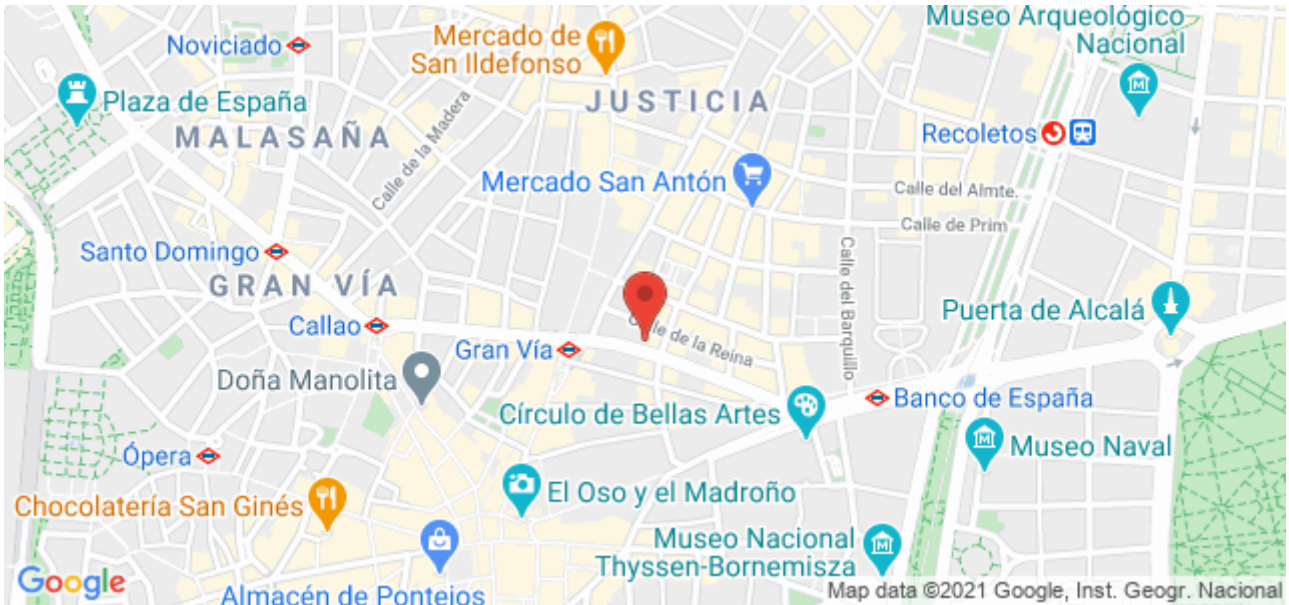 Museo Arqueológico
Nacional
Noviciado
Mercado de
San Ildefonso
Plaza de España
JUSTICIA
MALASAÑA
Calle de la Madera
Recoletos
Mercado San Antón
Calle del Almte.
Calle de Prim
Santo Domingo
GRAN VÍA
Calle del Barquillo
Puerta de Alcalá
Callao
Calle de la Reina
Gran Vía
Doña Manolita
Círculo de Bellas Artes
Banco de España
Museo Naval
Ópera
El Oso y el Madroño
Chocolatería San Ginés
Museo Nacional
Thyssen-Bornemisza
Google
Almacén de Pontejos
Map data ©2021 Google, Inst. Geogr. Nacional